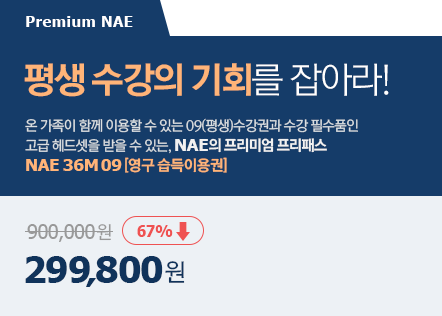 Premium NAE
평생 수강의 기회를 잡아라!
온 가족이 함께 이용할 수 있는 09(평생)수강권과 수강 필수품인
고급 헤드셋을 받을 수 있는, NAE의 프리미엄 프리패스
NAE 36M 09 [영구 습득이용권]
900,000원 67%
299,800원